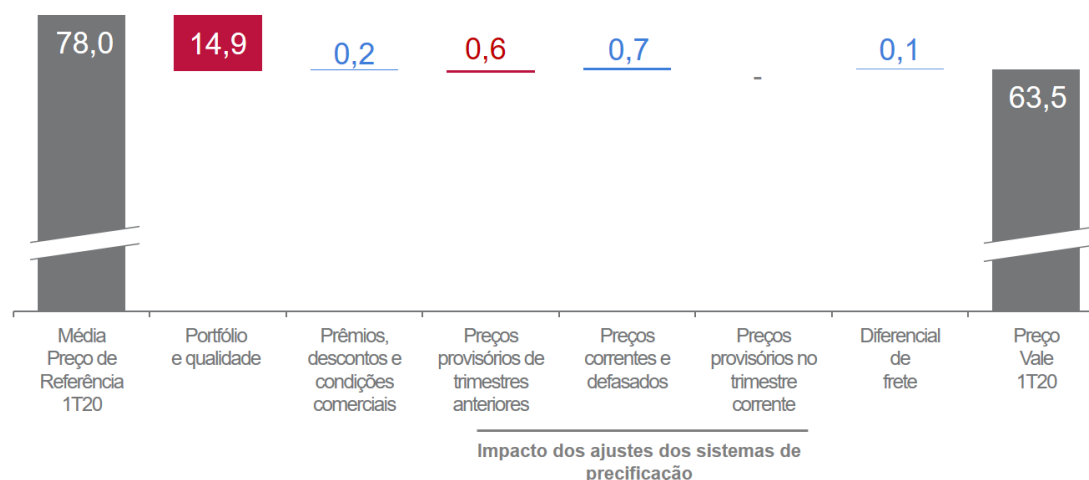 78,0
14,9
0,2
0,6
0,7
-
0,1
63,5
Média
Preço de
Referência
1T20
Portfólio
e qualidade
Prêmios,
descontos e
condições
comerciais
Preços
provisórios de
trimestres
anteriores
Preços
correntes e
defasados
Preços
provisórios no
trimestre
corrente
Diferencial
de
frete
Preço
Vale
1T20
Impacto dos ajustes dos sistemas de
precificação